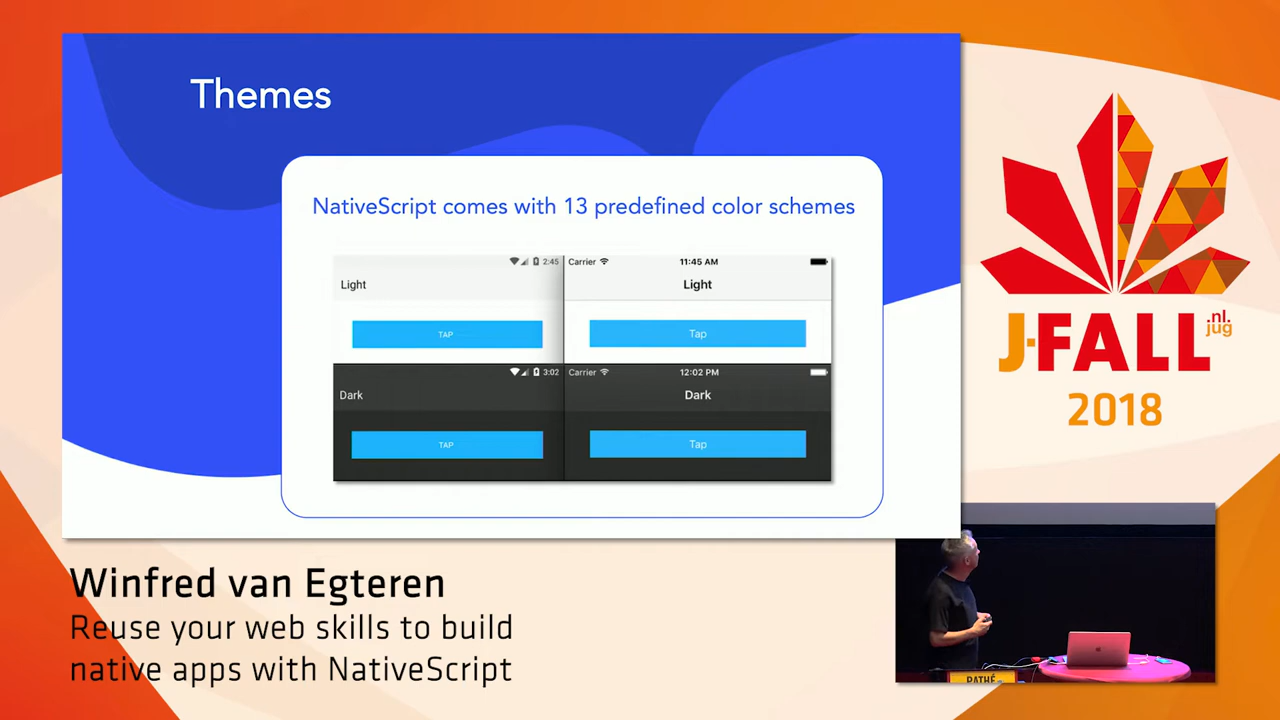 Themes
NativeScript comes with 13 predefined color schemes
2:45
Light
TAP
Carrier
11:45 AM
Light
Tap
3:02
Dark
TAP
Carrier
12:02 PM
Dark
Tap
J-FALL
nl.
jug
2018
Winfred van Egteren
Reuse your web skills to build
native apps with NativeScript
PATHÉ